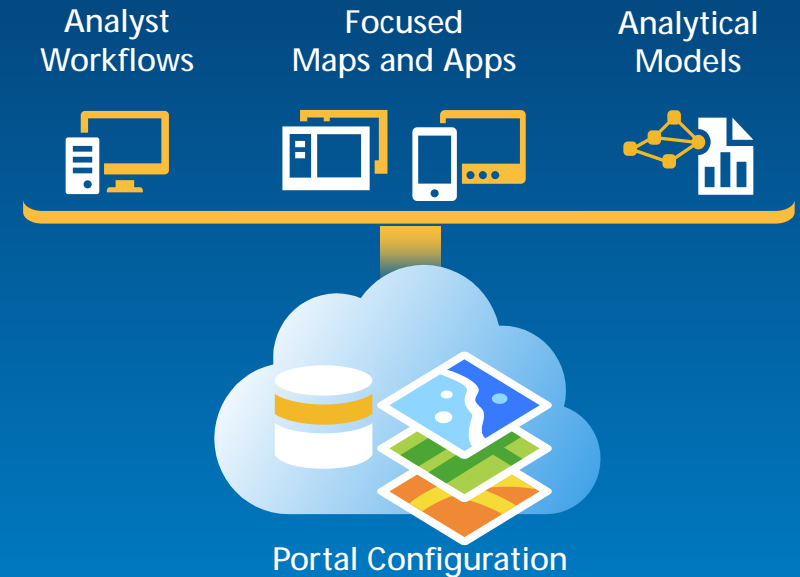 Analyst
Workflows
Focused
Maps and Apps
Analytical
Models
Portal Configuration